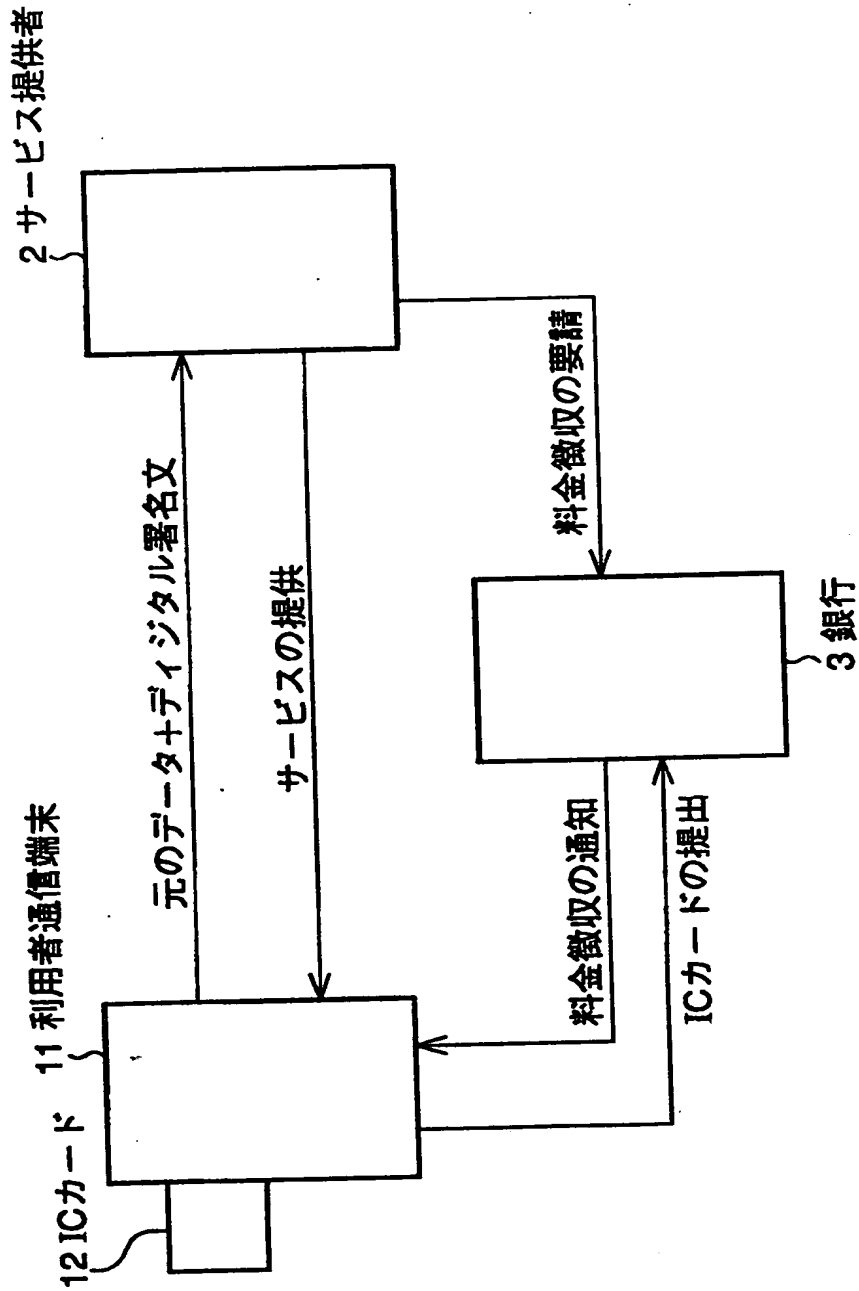 12 ICカード
11 利用者通信端末
2 サービス提供者
元のデータ+ディジタル署名文
サービスの提供
料金徴収の通知
料金徴収の要請
ICカードの提出
3 銀行